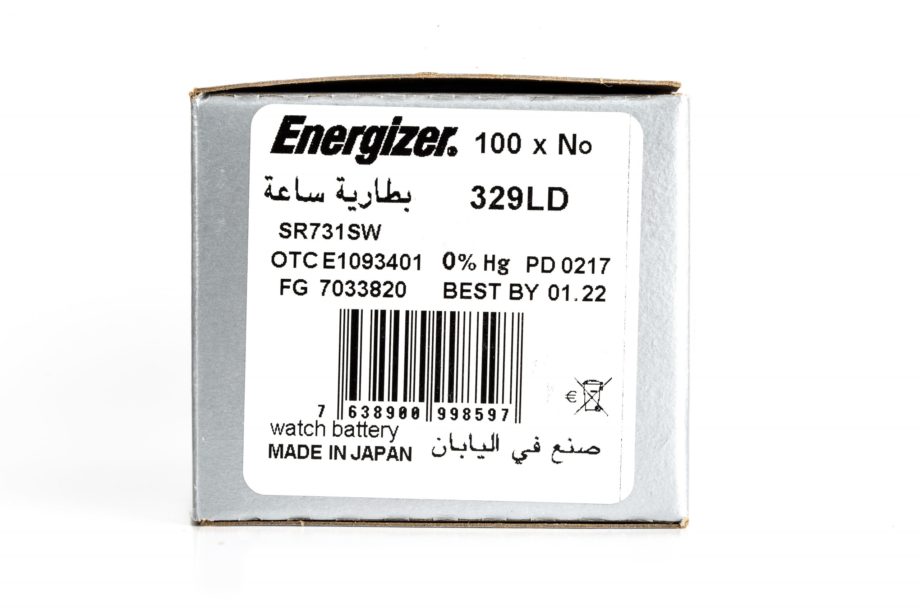 Energizer. 100 x No
بطارية ساعة 329LD
SR731SW
OTC E1093401 0% Hg PD 0217
FG 7033820 BEST BY 01.22
€
7 638900 998597
watch battery
MADE IN JAPAN صنع في اليابان